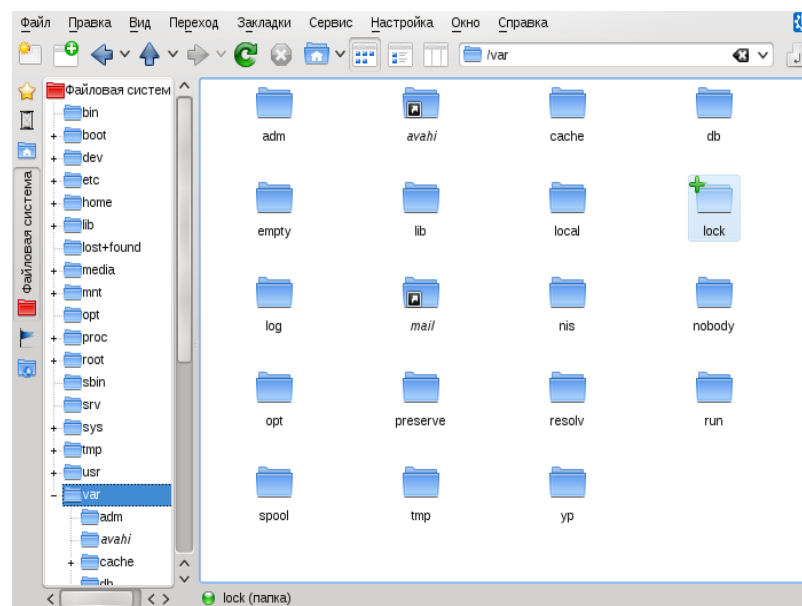 Файл Правка Вид Переход Закладки Сервис Настройка Окно Справка
/var
Файловая система
Файловая систем
bin
boot
dev
etc
home
lib
lost+found
media
mnt
opt
proc
root
sbin
srv
sys
tmp
usr
var
adm
avahi
cache
db
adm avahi cache db
empty lib local lock
log mail nis nobody
opt preserve resolv run
spool tmp yp
lock (папка)